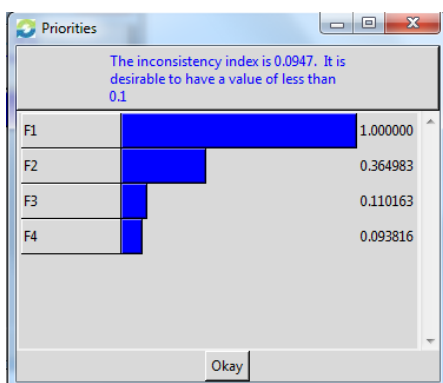 Priorities
The inconsistency index is 0.0947. It is
desirable to have a value of less than
0.1
F1 1.000000
F2 0.364983
F3 0.110163
F4 0.093816
Okay